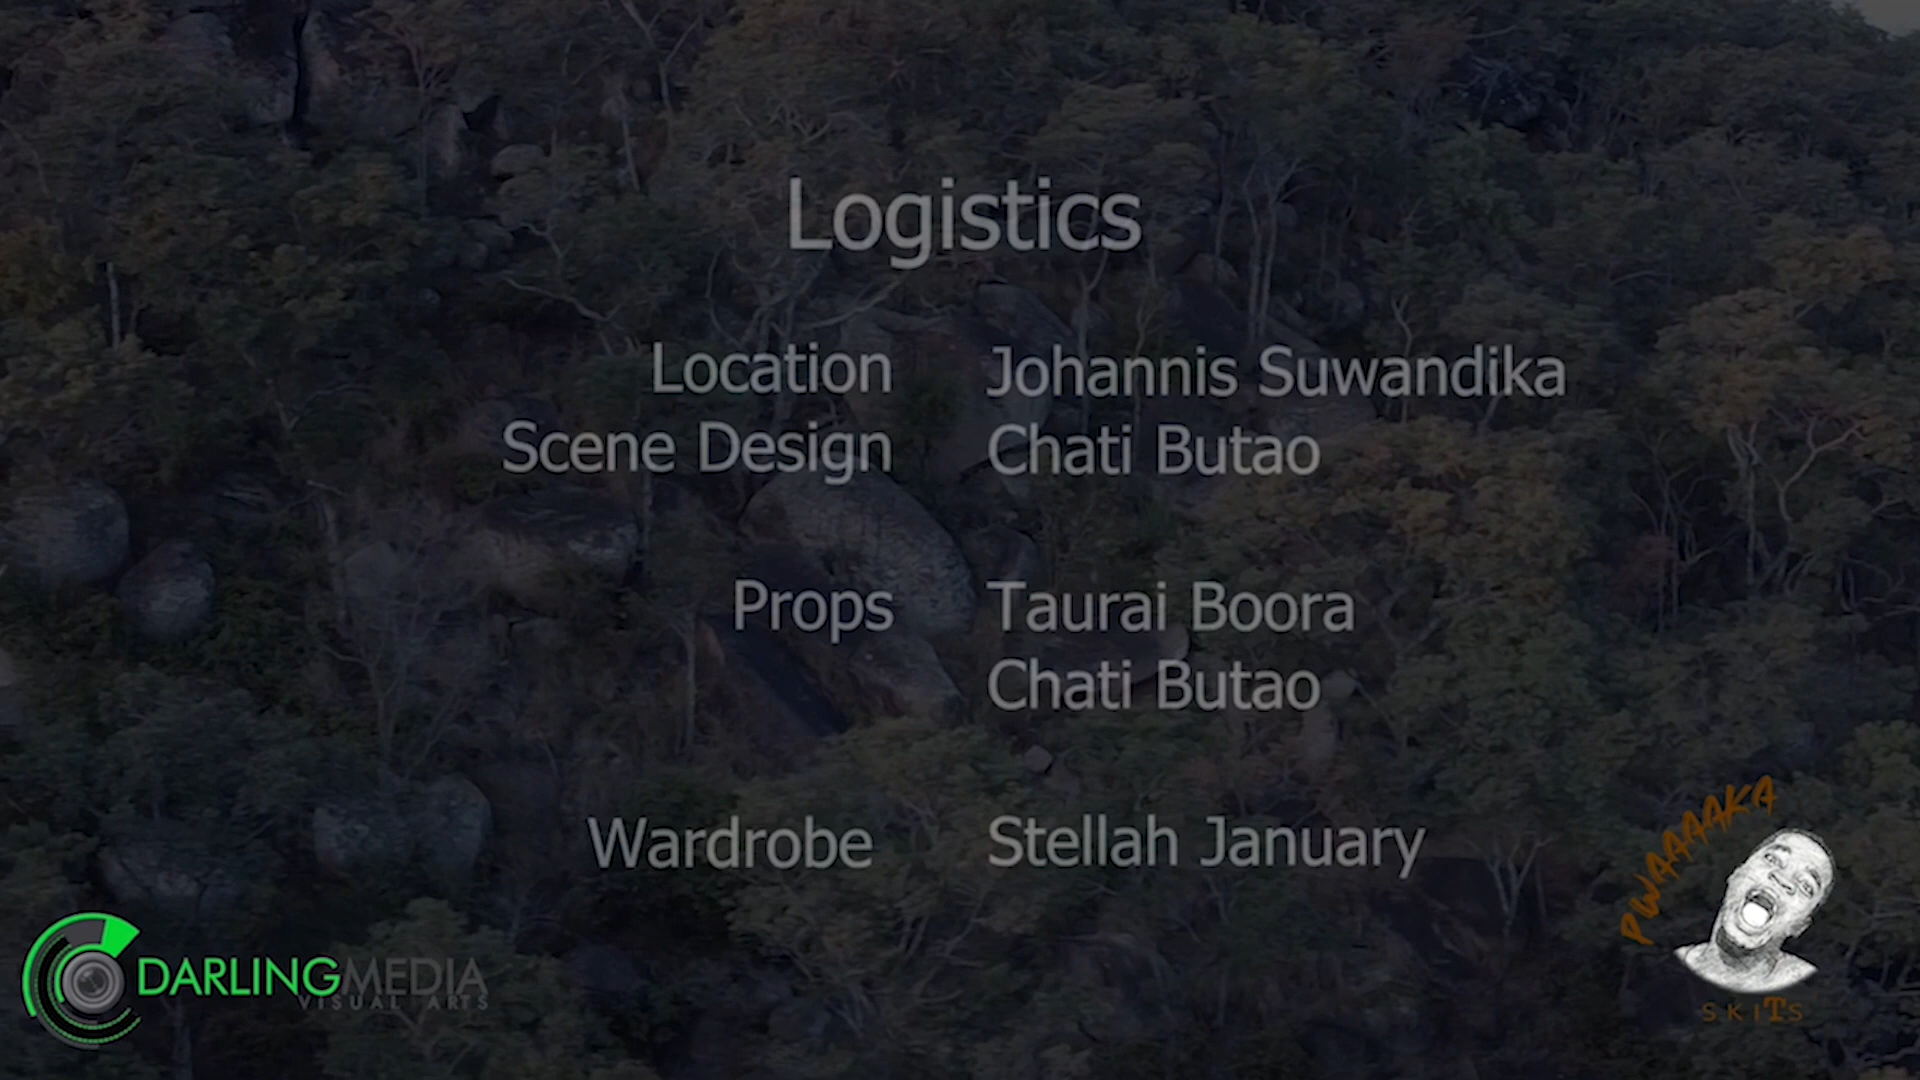 Logistics
Location Johannis Suwandika
Scene Design Chati Butao
Props Taurai Boora
Chati Butao
Wardrobe Stellah January
PWAAAAKA
SKITS
DARLINGMEDIA
VISUAL ARTS